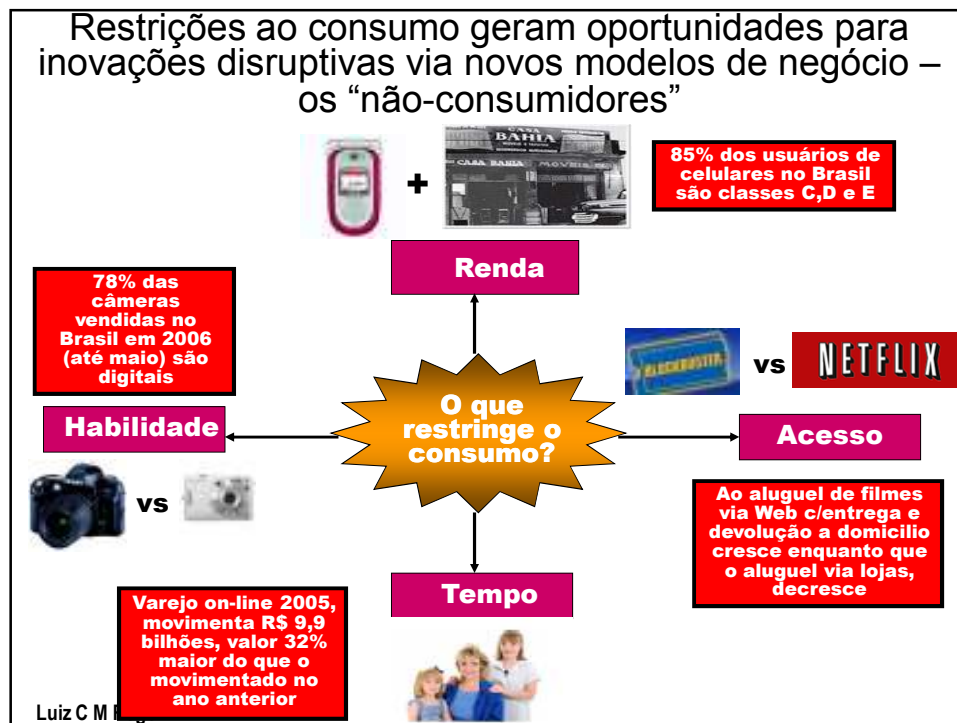 Restrições ao consumo geram oportunidades para
inovações disruptivas via novos modelos de negócio –
os “não-consumidores”
CASA
BAHIA
CASA BAHIA MOVEIS
+
85% dos usuários de
celulares no Brasil
são classes C,D e E
Renda
78% das
câmeras
vendidas no
Brasil em 2006
(até maio) são
digitais
BLOCKBUSTER
vs
NETFLIX
O que
restringe o
consumo?
Habilidade
Acesso
vs
Ao aluguel de filmes
via Web c/entrega e
devolução a domicilio
cresce enquanto que
o aluguel via lojas,
decresce
Tempo
Varejo on-line 2005,
movimenta R$ 9,9
bilhões, valor 32%
maior do que o
movimentado no
ano anterior
Luiz C M